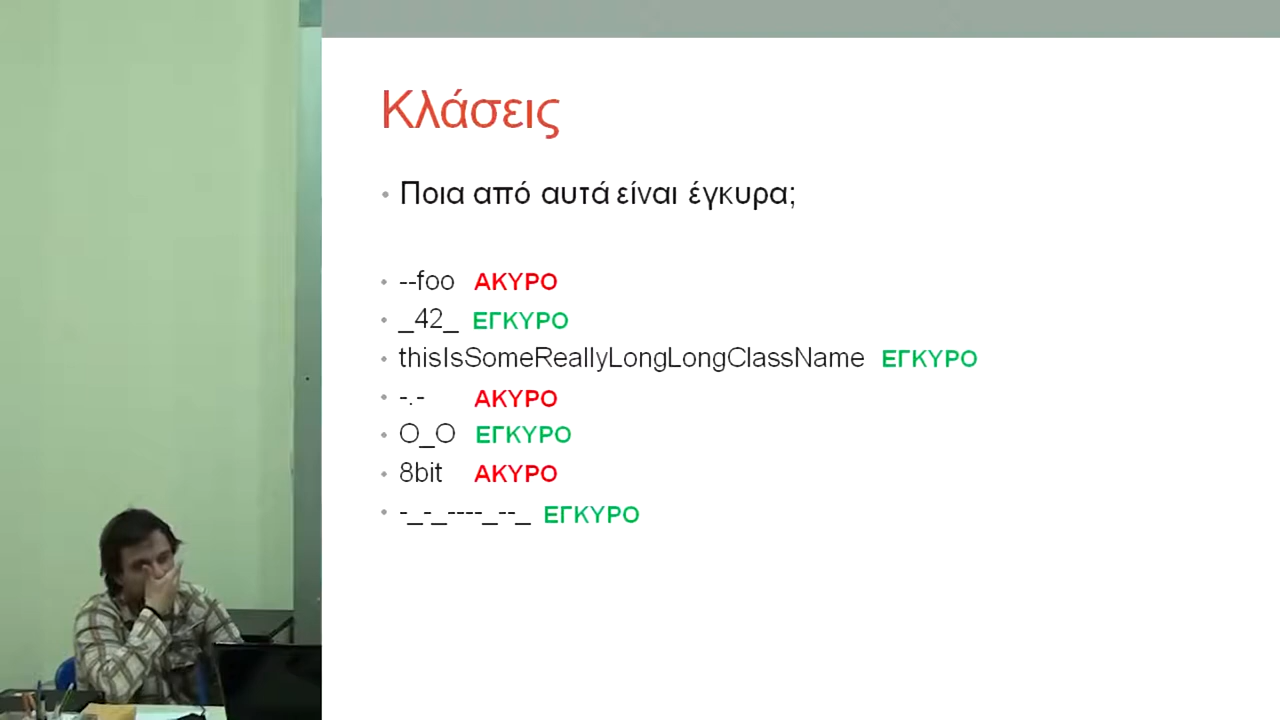 Κλάσεις
• Ποια από αυτά είναι έγκυρα;
• --foo ΑΚΥΡΟ
• _42_ ΕΓΚΥΡΟ
• thisIsSomeReallyLongLongClassName ΕΓΚΥΡΟ
• -.- ΑΚΥΡΟ
• O_O ΕΓΚΥΡΟ
• 8bit ΑΚΥΡΟ
• -_-_----_--_ ΕΓΚΥΡΟ